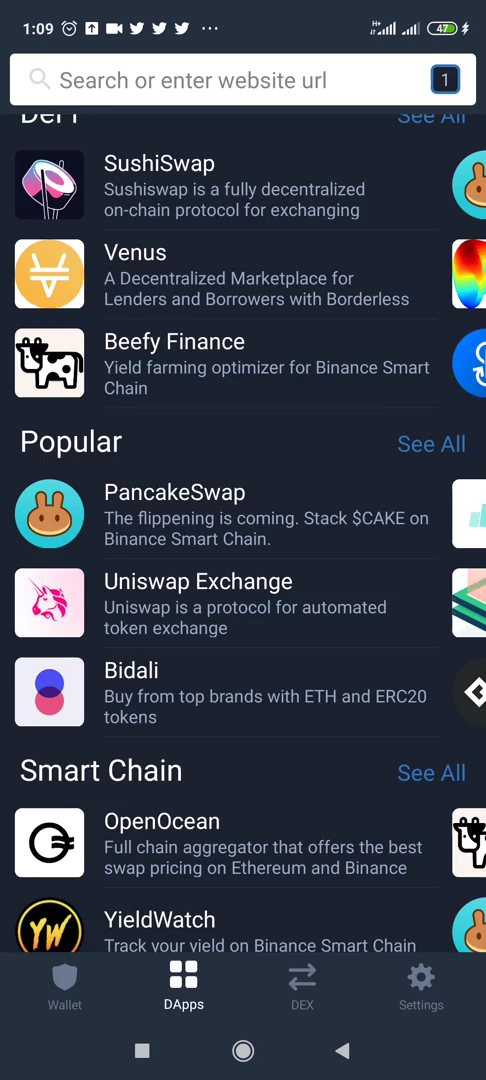 1:09
H+
47
Search or enter website url
1
DeFi
See All
SushiSwap
Sushiswap is a fully decentralized
on-chain protocol for exchanging
Venus
A Decentralized Marketplace for
Lenders and Borrowers with Borderless
Beefy Finance
Yield farming optimizer for Binance Smart
Chain
Popular
See All
PancakeSwap
The flippening is coming. Stack $CAKE on
Binance Smart Chain.
Uniswap Exchange
Uniswap is a protocol for automated
token exchange
Bidali
Buy from top brands with ETH and ERC20
tokens
Smart Chain
See All
OpenOcean
Full chain aggregator that offers the best
swap pricing on Ethereum and Binance
YW
YieldWatch
Track your yield on Binance Smart Chain
Wallet
DApps
DEX
Settings